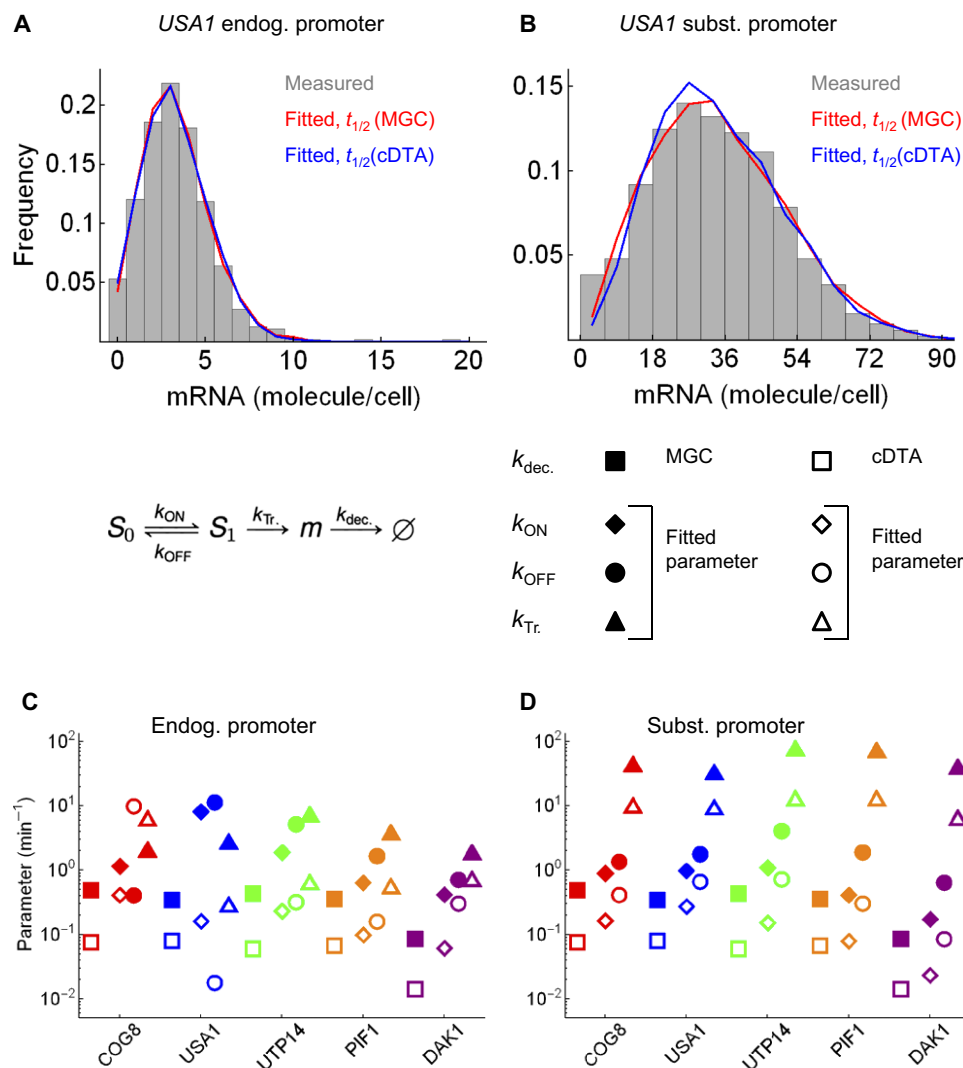 A
USA1 endog. promoter
B
USA1 subst. promoter
Measured
Fitted, t1/2 (MGC)
Fitted, t1/2(cDTA)
Frequency
0.2
0.1
0.05
0 5 10 15 20
mRNA (molecule/cell)
Measured
Fitted, t1/2 (MGC)
Fitted, t1/2(cDTA)
0.15
0.1
0.05
0 18 36 54 72 90
mRNA (molecule/cell)
S0 kON kOFF S1 kTr. m kdec. ∅
kdec. MGC cDTA
kON
kOFF
kTr.
Fitted
parameter
Fitted
parameter
C
Endog. promoter
Parameter (min−1)
10^2
10^1
10^0
10^−1
10^−2
COG8 USA1 UTP14 PIF1 DAK1
D
Subst. promoter
10^2
10^1
10^0
10^−1
10^−2
COG8 USA1 UTP14 PIF1 DAK1